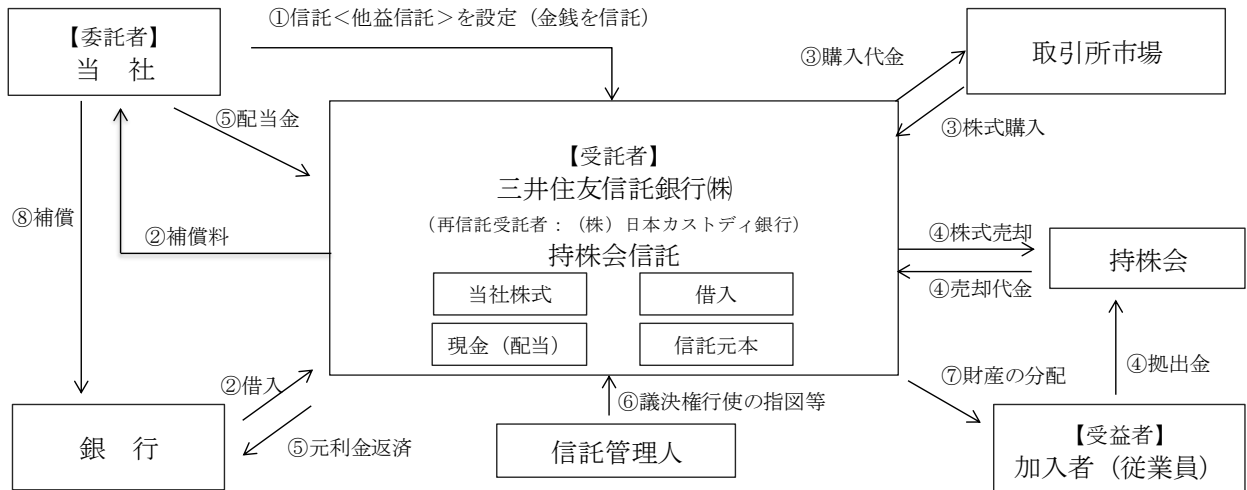 ①信託<他益信託>を設定（金銭を信託）
【委託者】
当　社
③購入代金
取引所市場
⑤配当金
③株式購入
【受託者】
三井住友信託銀行㈱
（再信託受託者：（株）日本カストディ銀行）
持株会信託
⑧補償
②補償料
④株式売却
持株会
④売却代金
当社株式
借入
現金（配当）
信託元本
②借入
⑦財産の分配
④拠出金
⑥議決権行使の指図等
銀　行
⑤元利金返済
信託管理人
【受益者】
加入者（従業員）